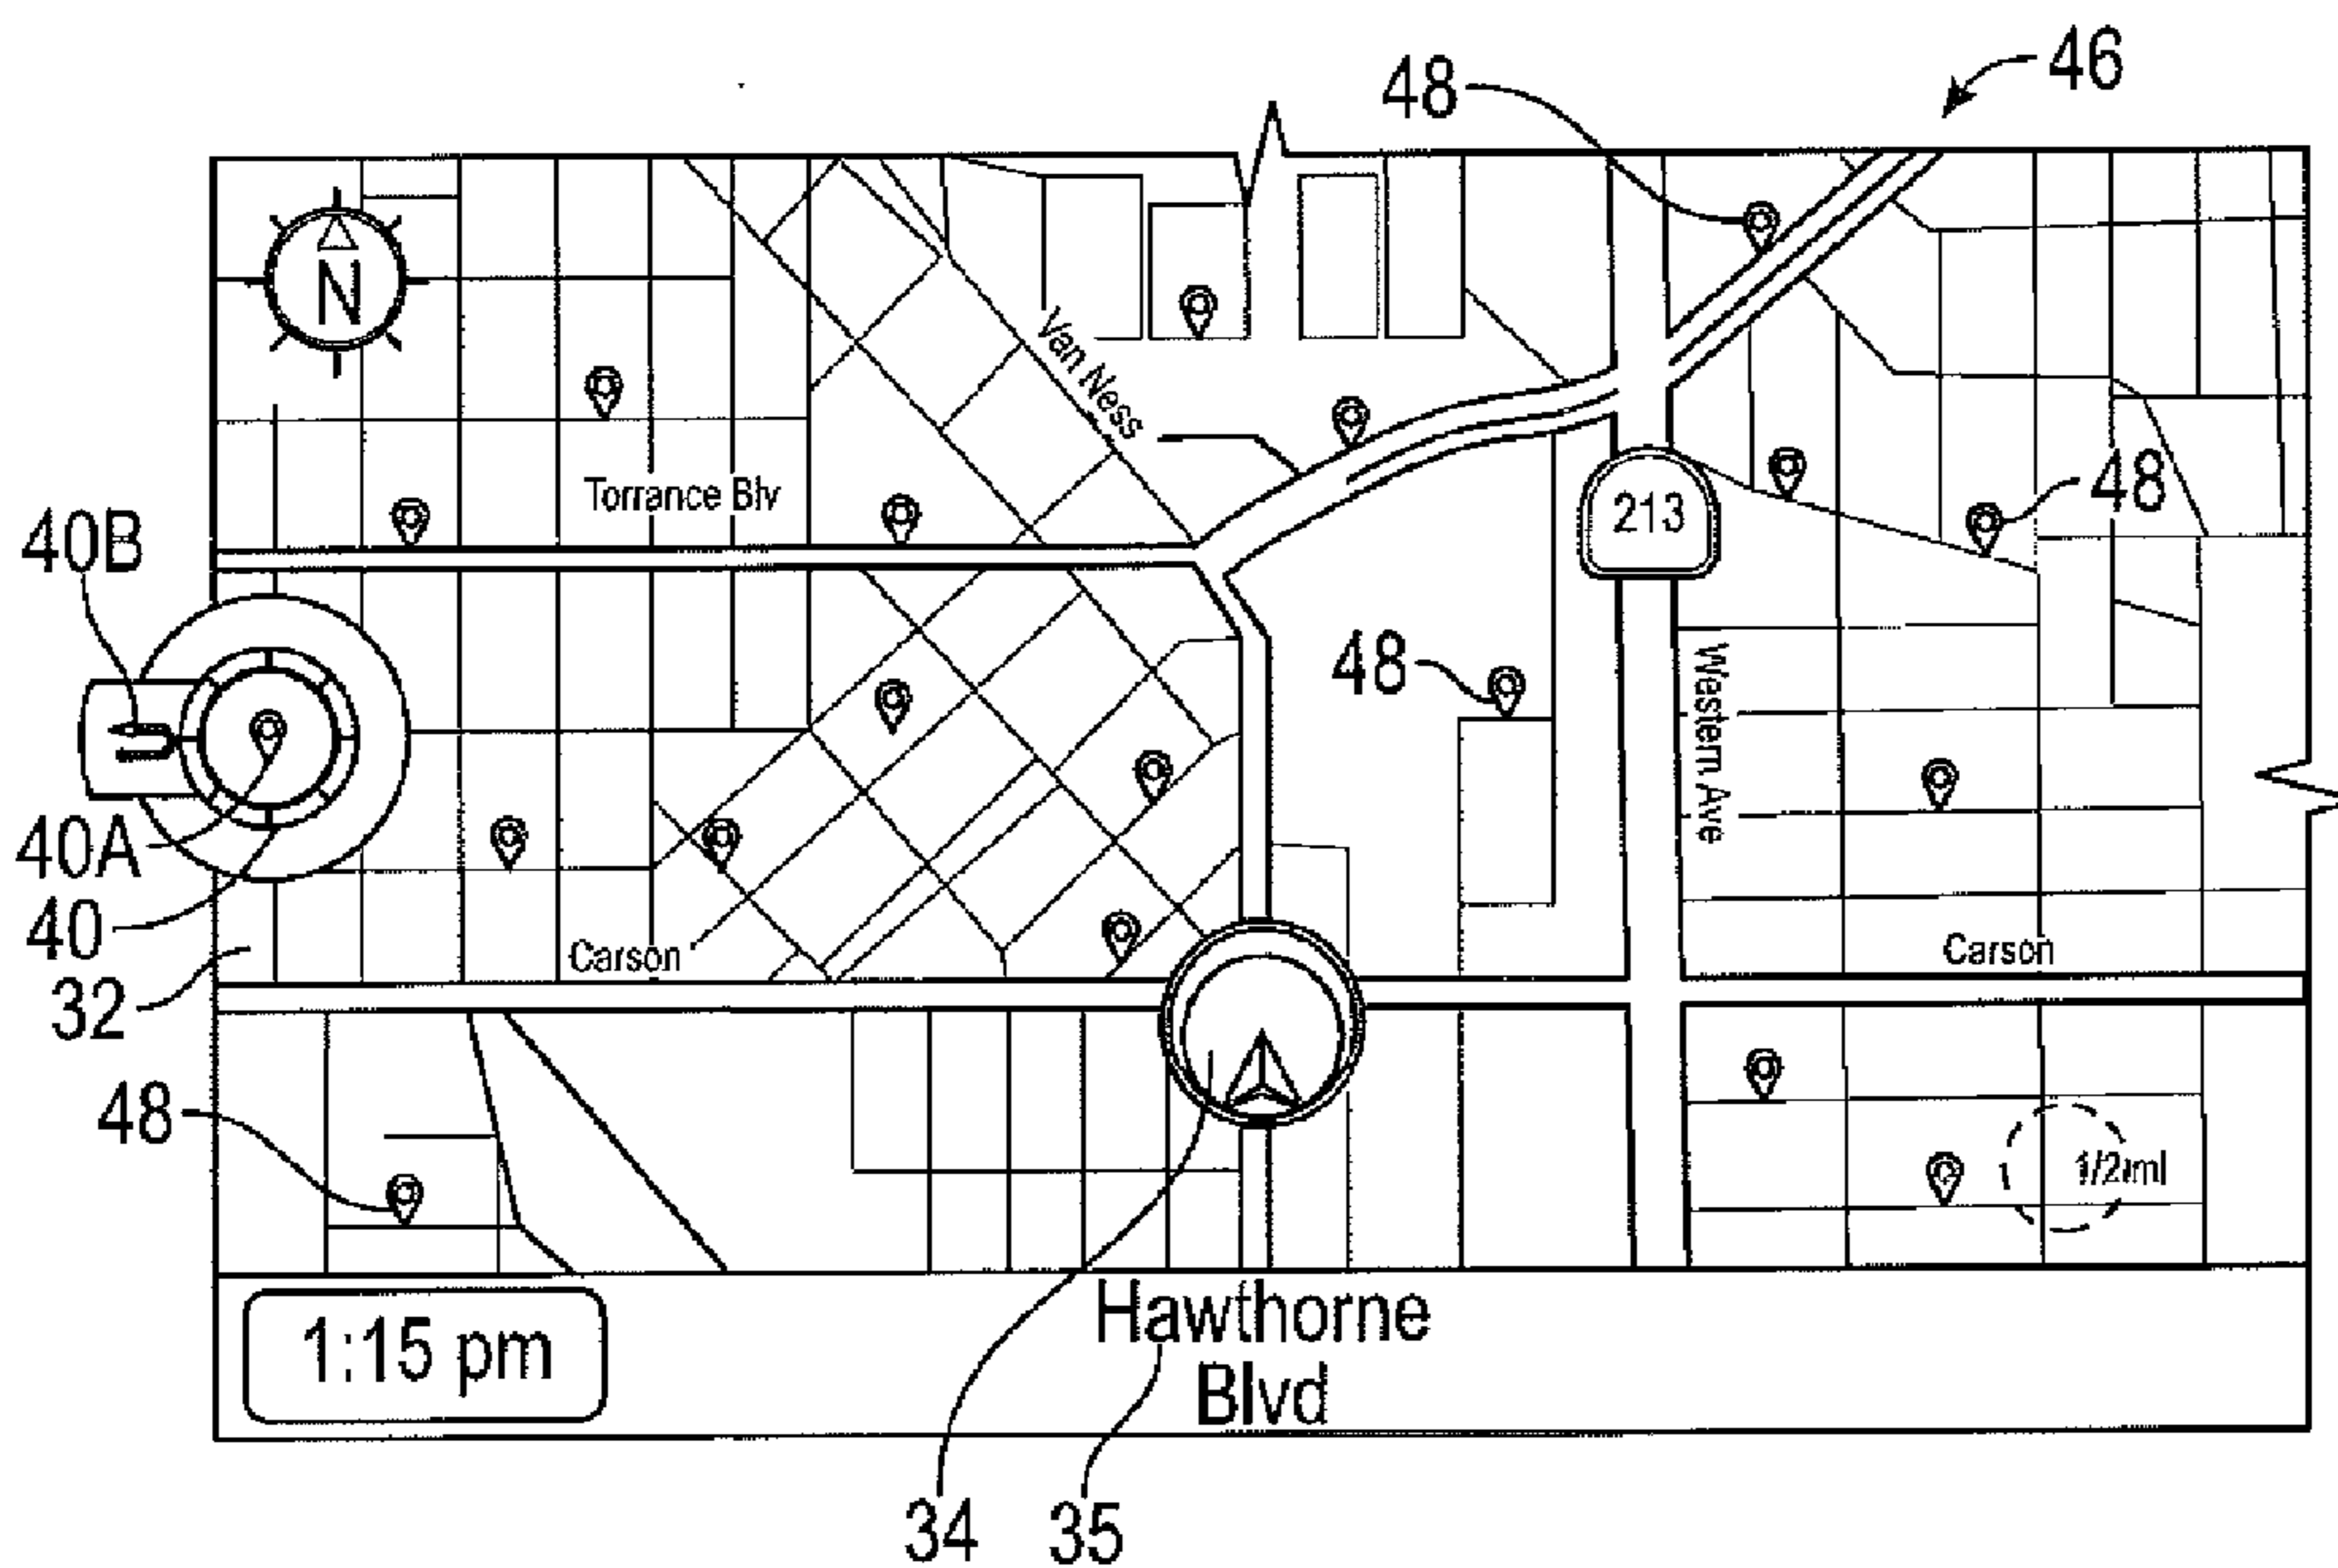 46
48
N
Van Ness
Torrance Blv
213
48
40B
48
Western Ave
40A
40
Carson
Carson
32
48
1/2ml
1:15 pm
Hawthorne
Blvd
34
35